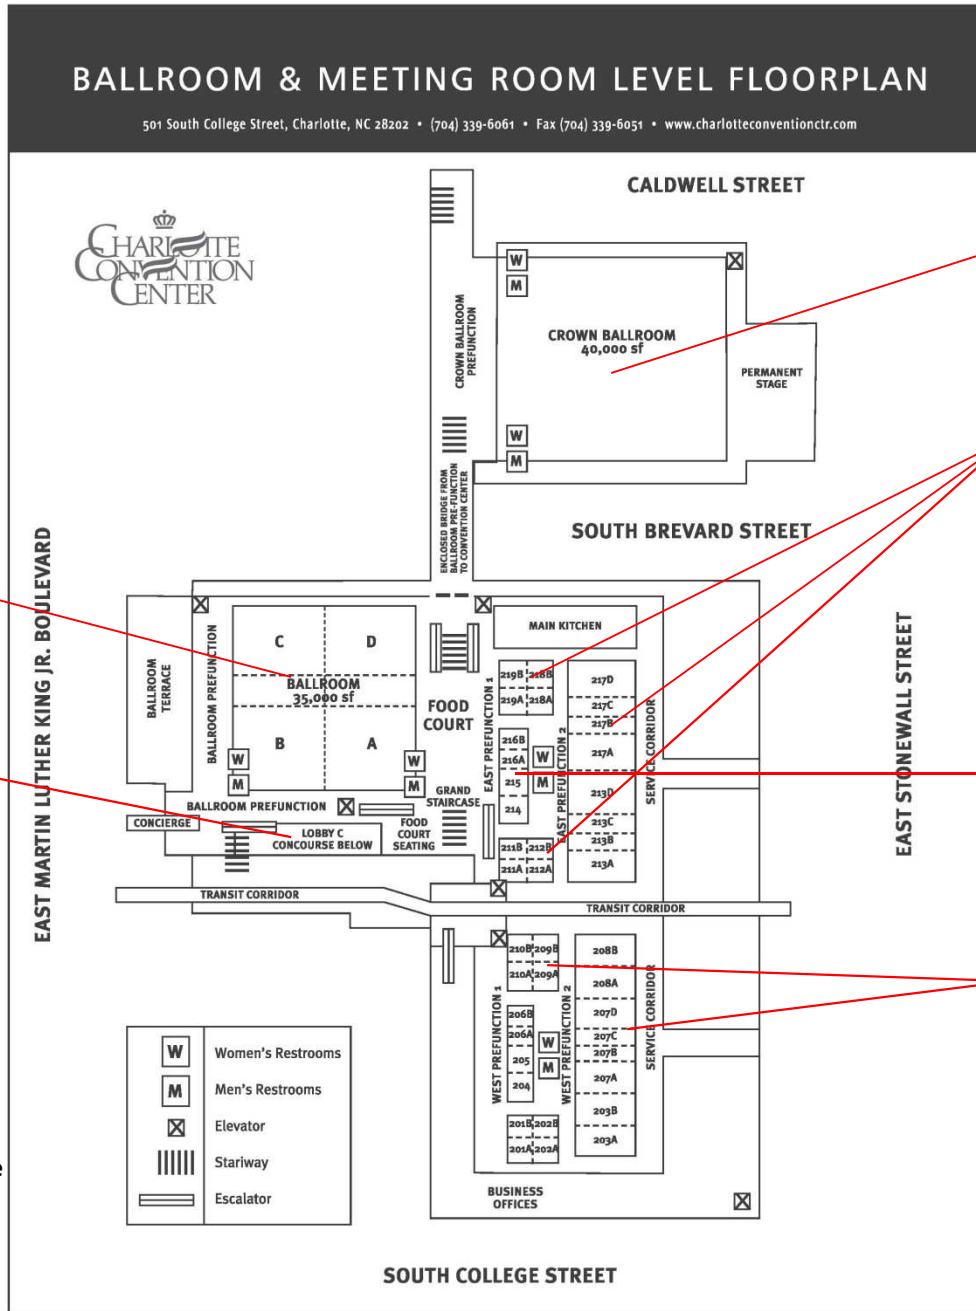 BALLROOM & MEETING ROOM LEVEL FLOORPLAN
501 South College Street, Charlotte, NC 28202 • (704) 339-6061 • Fax (704) 339-6051 • www.charlotteconventionctr.com
CALDWELL STREET
CHARLOTTE
CONVENTION
CENTER
W
M
CROWN BALLROOM
PREFUNCTION
CROWN BALLROOM
40,000 sf
PERMANENT
STAGE
W
M
ENCLOSED BRIDGE FROM
BALLROOM PRE-FUNCTION
TO CONVENTION CENTER
SOUTH BREVARD STREET
EAST MARTIN LUTHER KING JR. BOULEVARD
EAST STONEWALL STREET
BALLROOM
TERRACE
BALLROOM PREFUNCTION
C
D
BALLROOM
35,000 sf
B
A
W
M
W
M
FOOD
COURT
MAIN KITCHEN
EAST PREFUNCTION 1
219B
218B
219A
218A
216B
216A
215
214
W
M
211B
212B
211A
212A
EAST PREFUNCTION 2
217D
217C
217B
217A
213D
213C
213B
213A
SERVICE CORRIDOR
GRAND
STAIRCASE
BALLROOM PREFUNCTION
FOOD
COURT
SEATING
CONCIERGE
LOBBY C
CONCOURSE BELOW
TRANSIT CORRIDOR
TRANSIT CORRIDOR
WEST PREFUNCTION 1
210B
209B
210A
209A
206B
206A
205
204
W
M
201B
202B
201A
202A
WEST PREFUNCTION 2
208B
208A
207D
207C
207B
207A
203B
203A
SERVICE CORRIDOR
BUSINESS
OFFICES
W Women's Restrooms
M Men's Restrooms
Elevator
Stariway
Escalator
e
SOUTH COLLEGE STREET